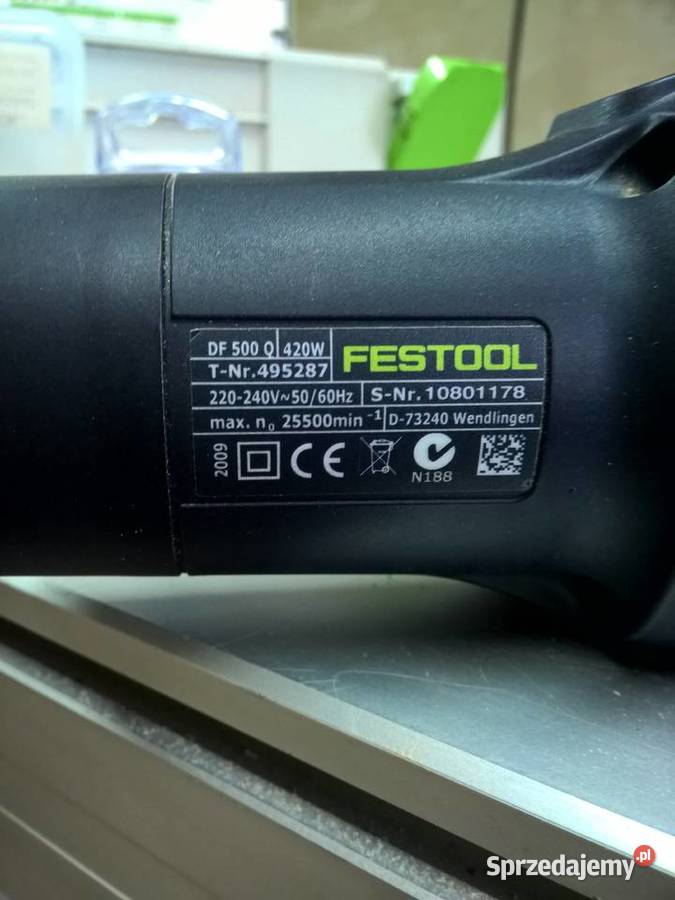 DF 500 Q 420W
T-Nr.495287
FESTOOL
220-240V~50/60Hz S-Nr.10801178
max. n₀ 25500min⁻¹ D-73240 Wendlingen
2009
CE
N188
Sprzedajemy.pl